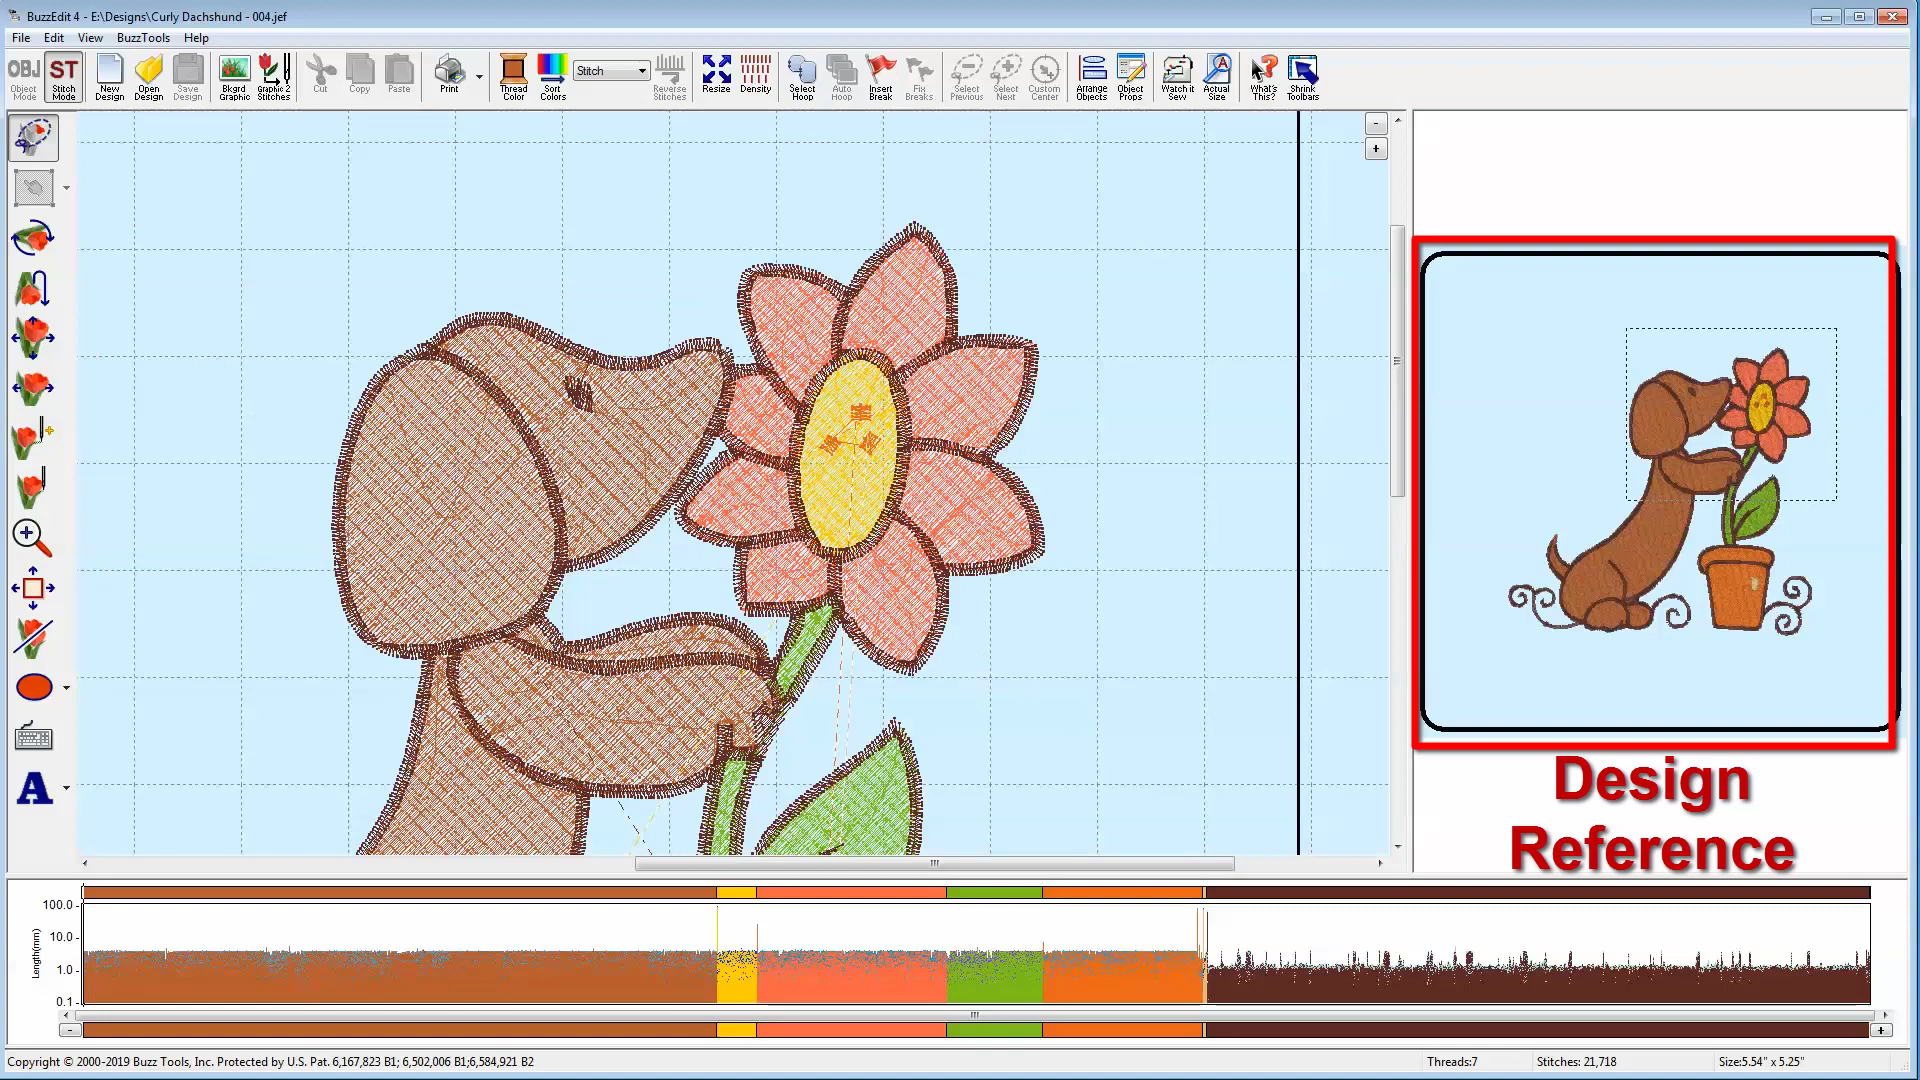 BuzzEdit 4 - E:\Designs\Curly Dachshund - 004.jef
File Edit View BuzzTools Help
OBJ Object Mode
ST Stitch Mode
New Design
Open Design
Save Design
Bkgrd Graphic
Graphic 2 Stitches
Cut
Copy
Paste
Print
Thread Color
Sort Colors
Stitch
Reverse Stitches
Resize
Density
Select Hoop
Auto Hoop
Insert Break
Fix Breaks
Select Previous
Select Next
Custom Center
Arrange Objects
Object Props
Watch it Sew
Actual Size
What's This?
Shrink Toolbars
-
+
A
Design
Reference
Length(mm)
100.0
10.0
1.0
0.1
-
+
Copyright © 2000-2019 Buzz Tools, Inc. Protected by U.S. Pat. 6,167,823 B1; 6,502,006 B1;6,584,921 B2
Threads:7
Stitches: 21,718
Size:5.54" x 5.25"